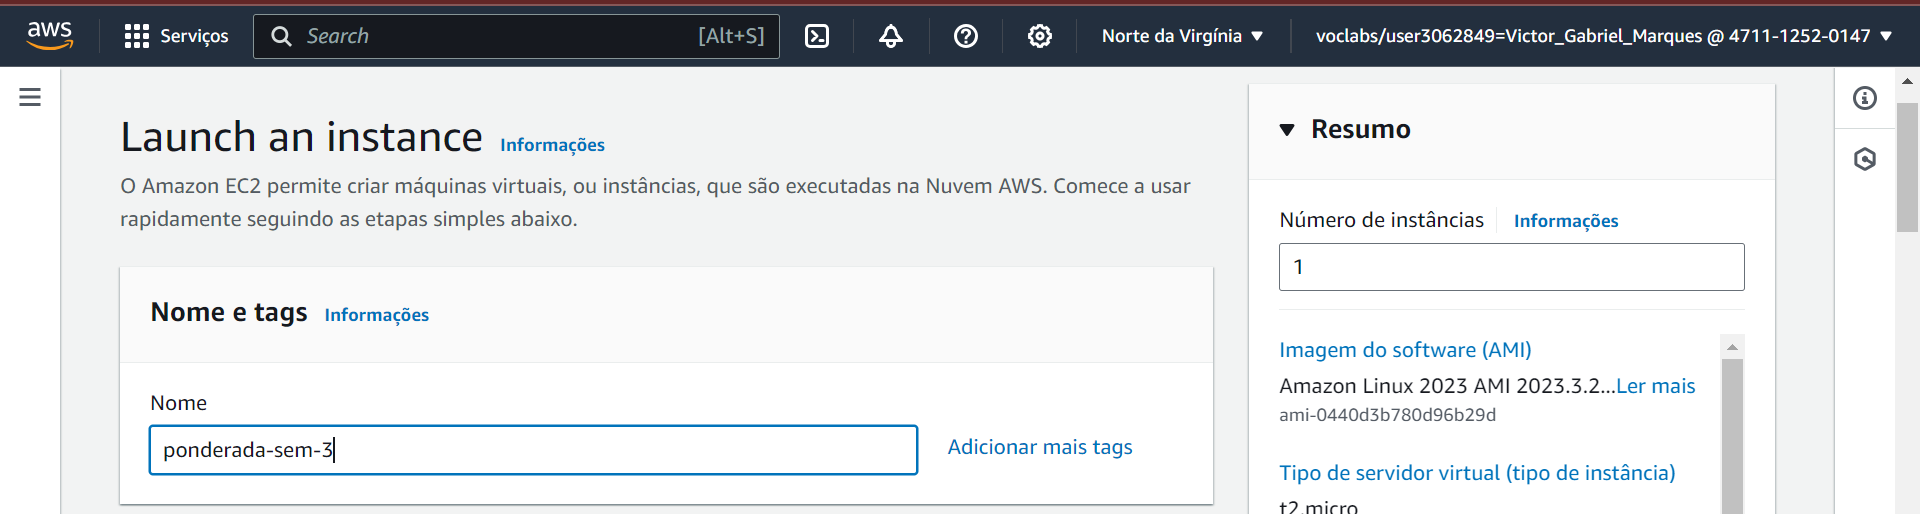 aws
Serviços
Search
[Alt+S]
Norte da Virgínia
voclabs/user3062849=Victor_Gabriel_Marques @ 4711-1252-0147
Launch an instance Informações
O Amazon EC2 permite criar máquinas virtuais, ou instâncias, que são executadas na Nuvem AWS. Comece a usar
rapidamente seguindo as etapas simples abaixo.
Nome e tags Informações
Nome
ponderada-sem-3
Adicionar mais tags
Resumo
Número de instâncias Informações
1
Imagem do software (AMI)
Amazon Linux 2023 AMI 2023.3.2...Ler mais
ami-0440d3b780d96b29d
Tipo de servidor virtual (tipo de instância)
t2.micro